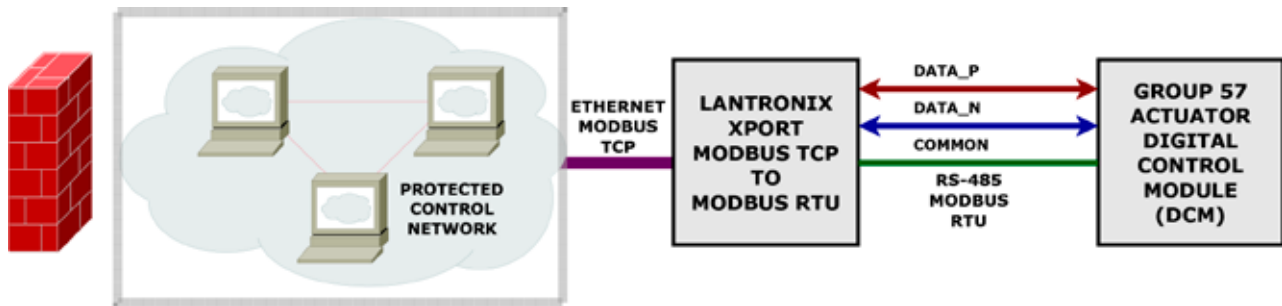 PROTECTED
CONTROL
NETWORK
ETHERNET
MODBUS
TCP
LANTRONIX
XPORT
MODBUS TCP
TO
MODBUS RTU
DATA_P
DATA_N
COMMON
RS-485
MODBUS
RTU
GROUP 57
ACTUATOR
DIGITAL
CONTROL
MODULE
(DCM)